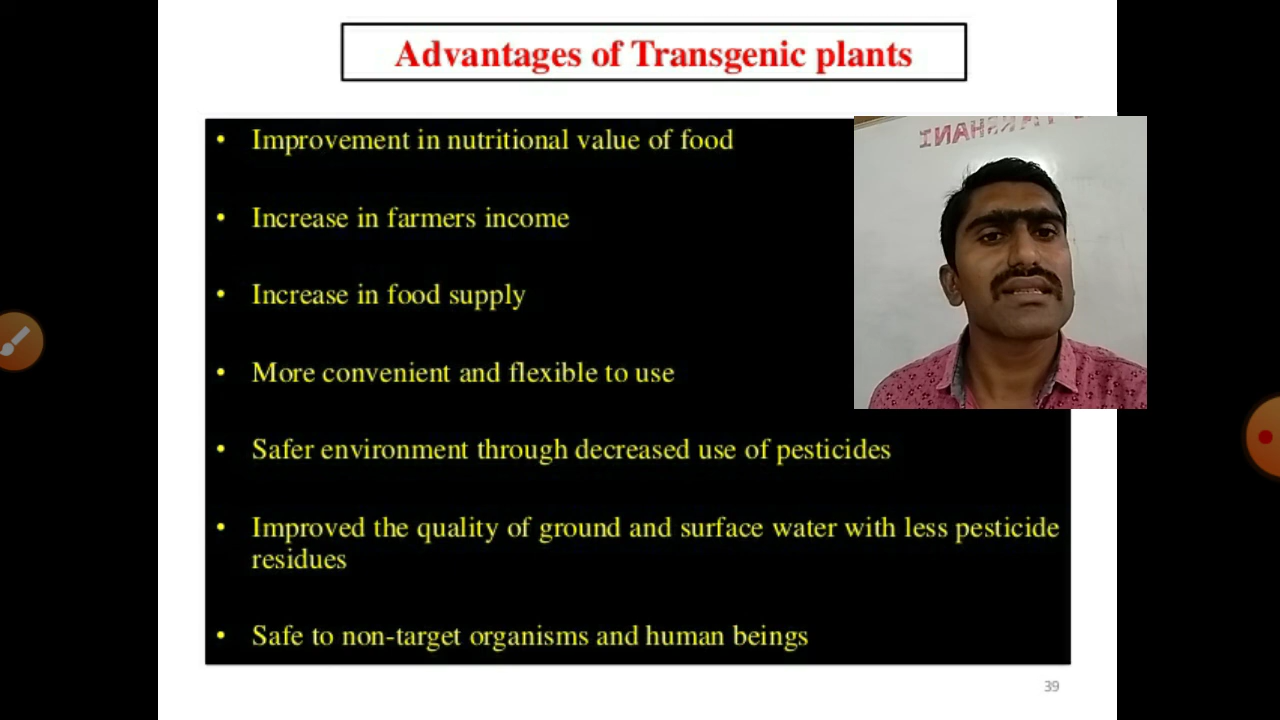 Advantages of Transgenic plants
• Improvement in nutritional value of food
• Increase in farmers income
• Increase in food supply
• More convenient and flexible to use
• Safer environment through decreased use of pesticides
• Improved the quality of ground and surface water with less pesticide
residues
• Safe to non-target organisms and human beings
39